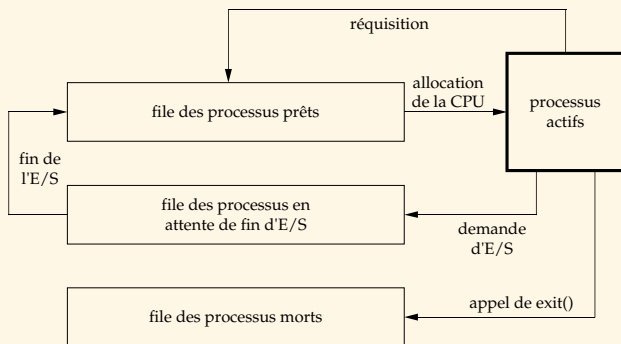 réquisition
file des processus prêts
allocation
de la CPU
processus
actifs
fin de
l'E/S
file des processus en
attente de fin d'E/S
demande
d'E/S
file des processus morts
appel de exit()